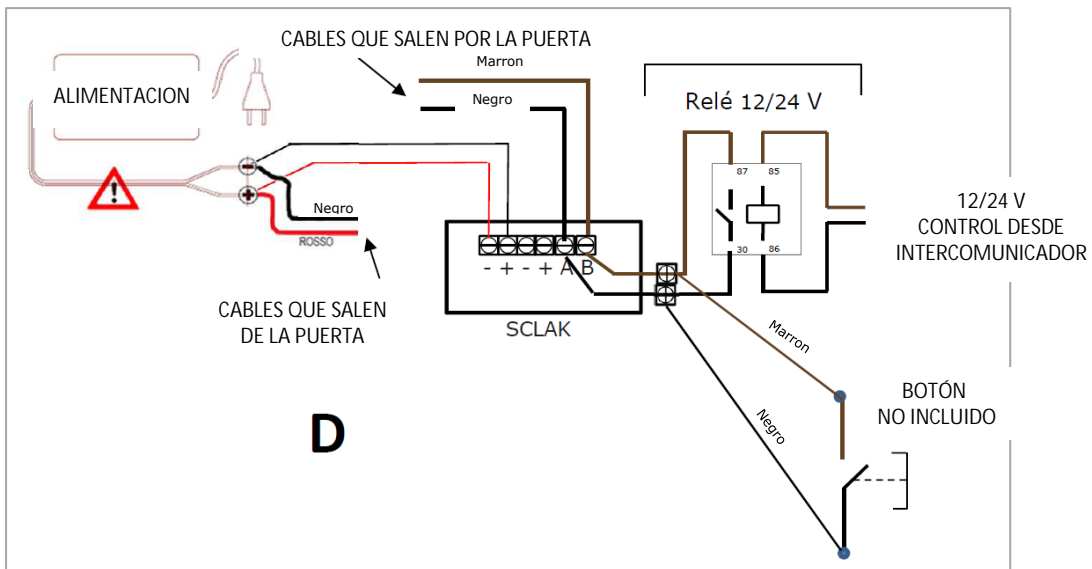 CABLES QUE SALEN POR LA PUERTA
Marron
Negro
ALIMENTACION
Relé 12/24 V
87 85
30 86
12/24 V
CONTROL DESDE
INTERCOMUNICADOR
!
-
+
Negro
ROSSO
CABLES QUE SALEN
DE LA PUERTA
- + - + A B
SCLAK
Marron
Negro
BOTÓN
NO INCLUIDO
D